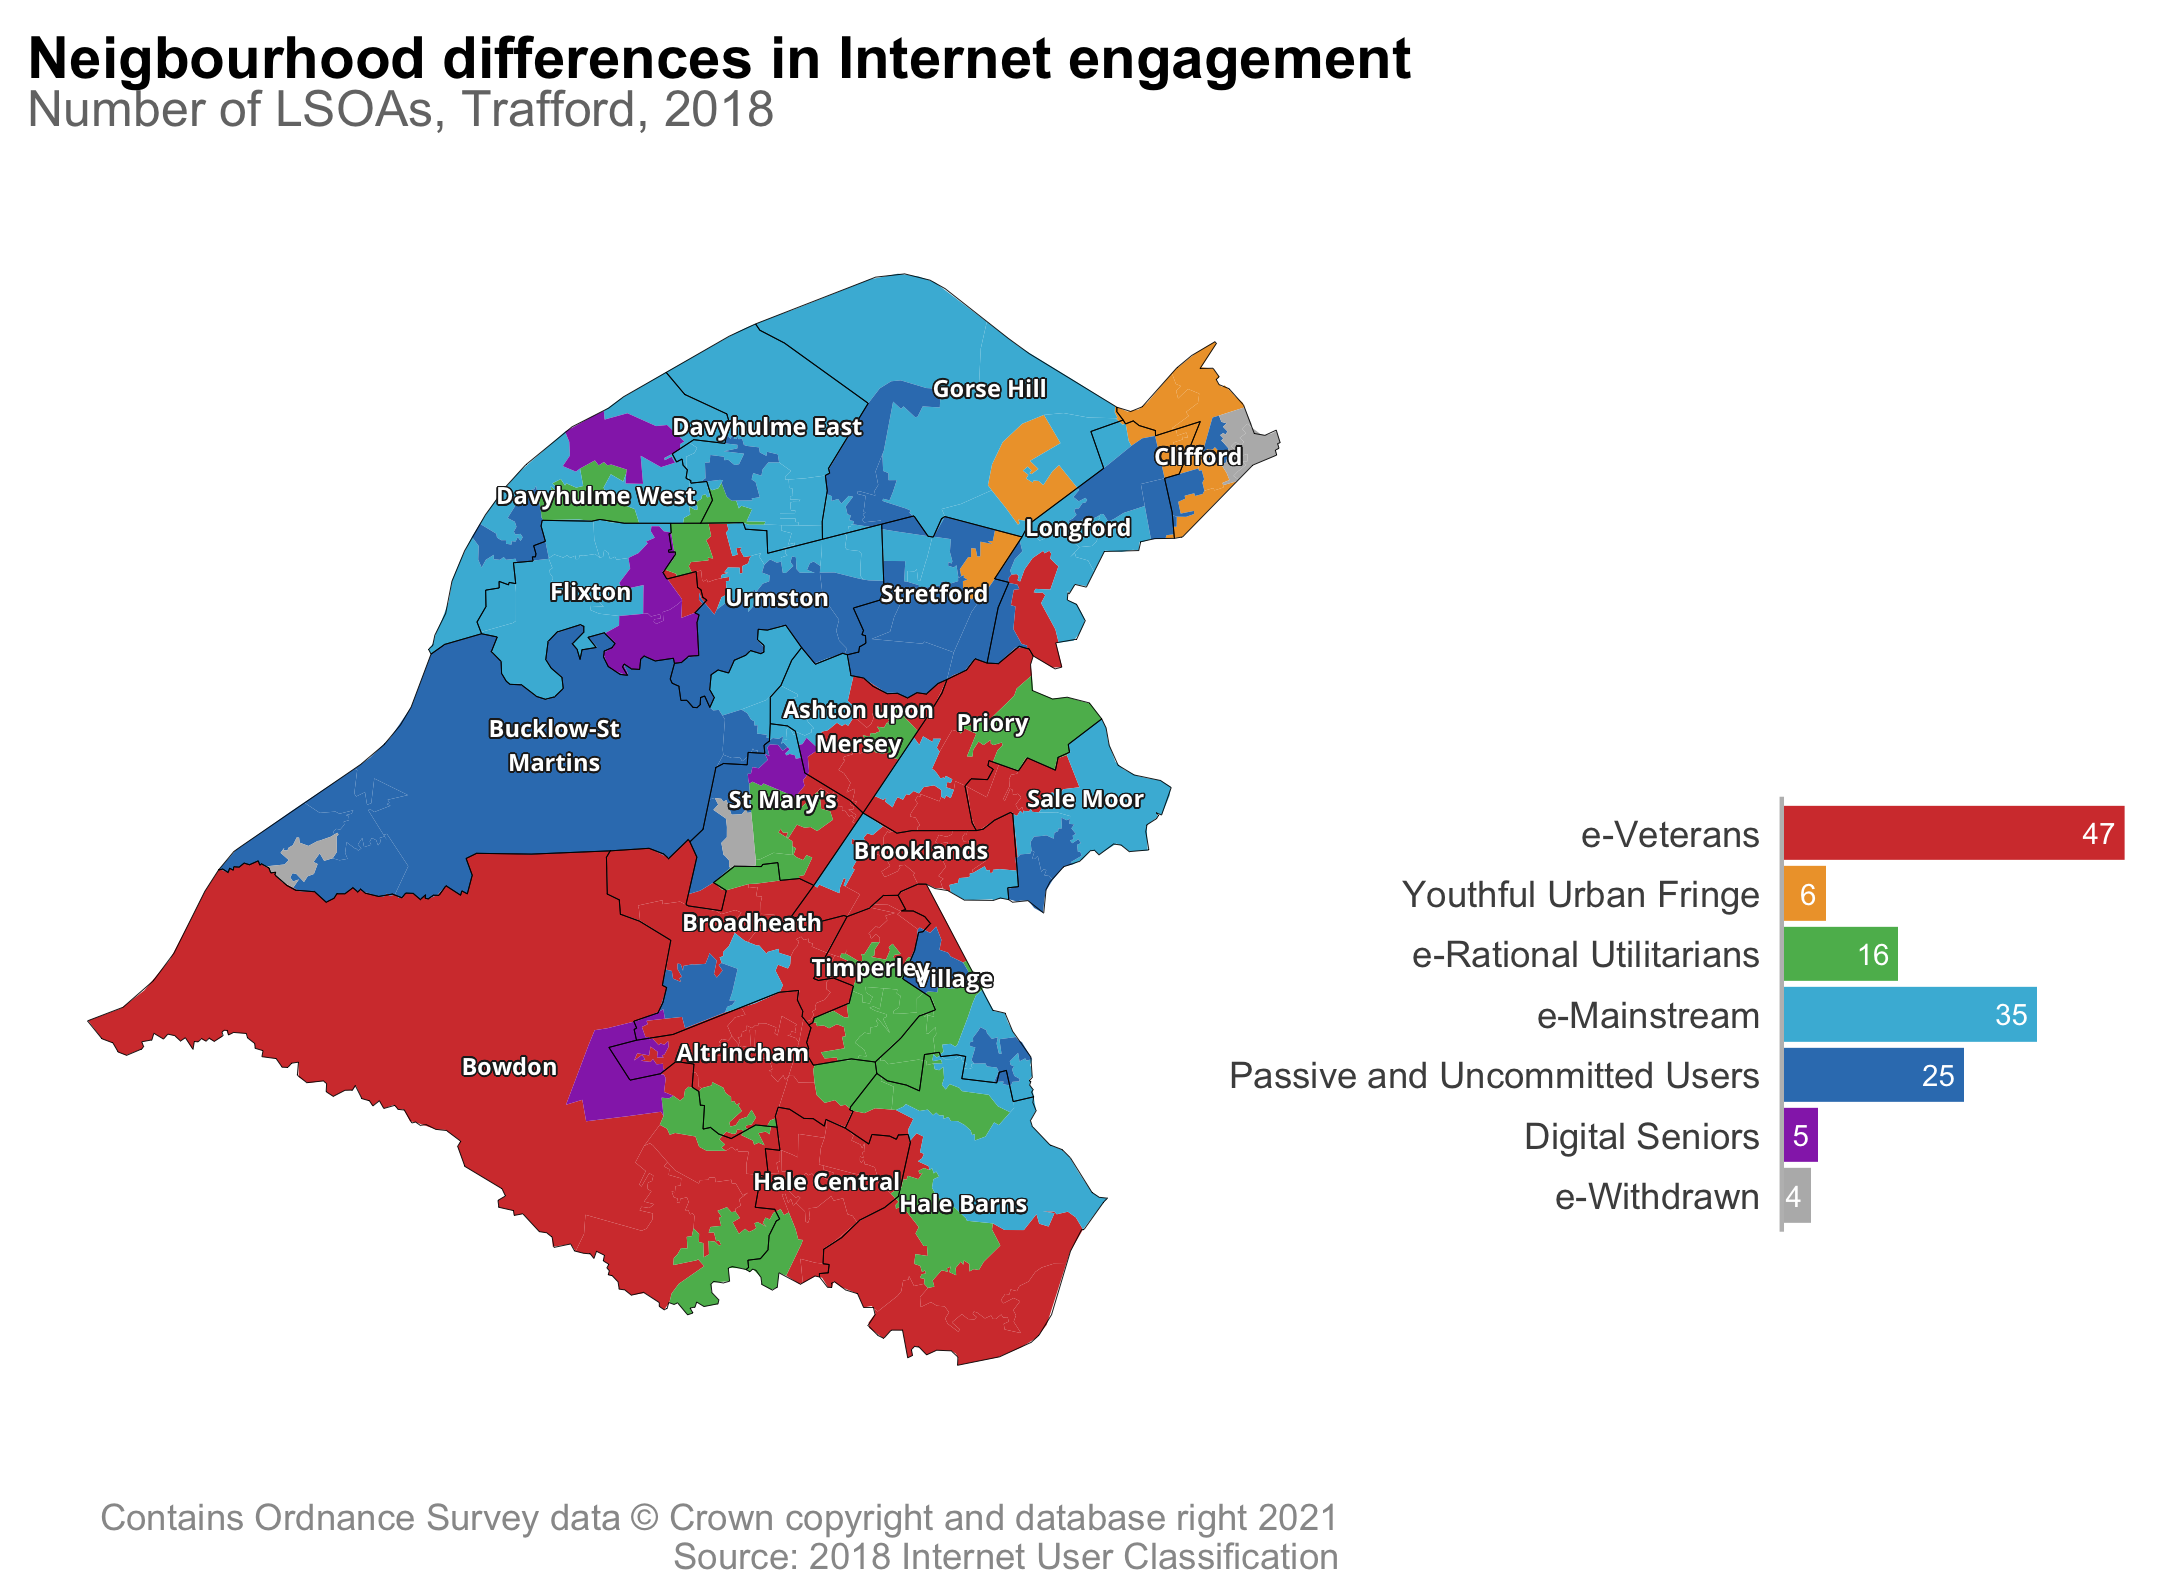 Neigbourhood differences in Internet engagement
Number of LSOAs, Trafford, 2018
Gorse Hill
Davyhulme East
Clifford
Davyhulme West
Longford
Flixton
Urmston
Stretford
Ashton upon
Mersey
Priory
Bucklow-St
Martins
St Mary's
Sale Moor
Brooklands
Broadheath
Timperley
Village
Altrincham
Bowdon
Hale Central
Hale Barns
e-Veterans 47
Youthful Urban Fringe 6
e-Rational Utilitarians 16
e-Mainstream 35
Passive and Uncommitted Users 25
Digital Seniors 5
e-Withdrawn 4
Contains Ordnance Survey data © Crown copyright and database right 2021
Source: 2018 Internet User Classification